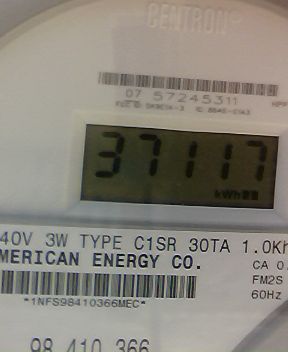 CENTRON®
07 57245311
37117
kWh
40V 3W TYPE C1SR 30TA 1.0Kh
MERICAN ENERGY CO.
CA 0.
FM2S
60Hz
*1NFS98410366MEC*
98 410 366